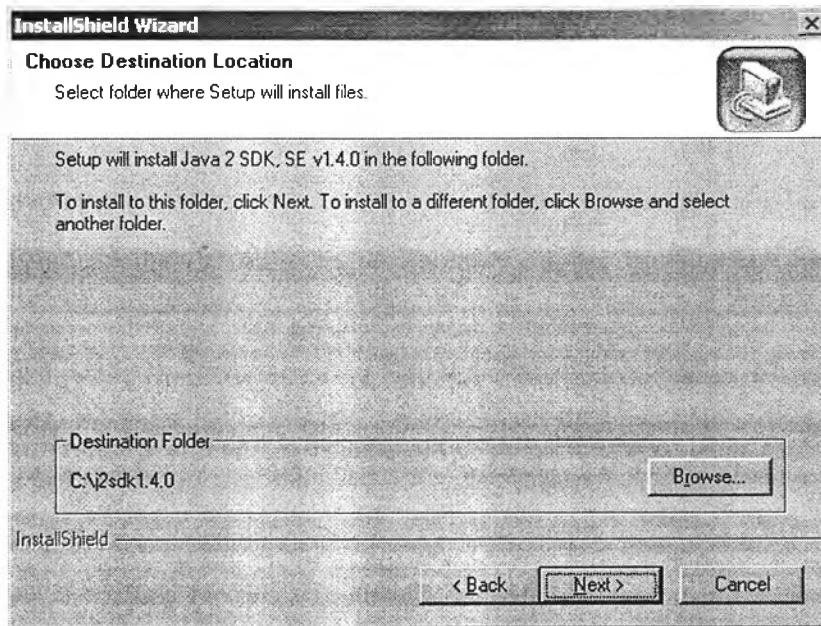 InstallShield Wizard
Choose Destination Location
Select folder where Setup will install files.
Setup will install Java 2 SDK, SE v1.4.0 in the following folder.
To install to this folder, click Next. To install to a different folder, click Browse and select
another folder.
Destination Folder
C:\j2sdk1.4.0
Browse...
InstallShield
< Back
Next >
Cancel